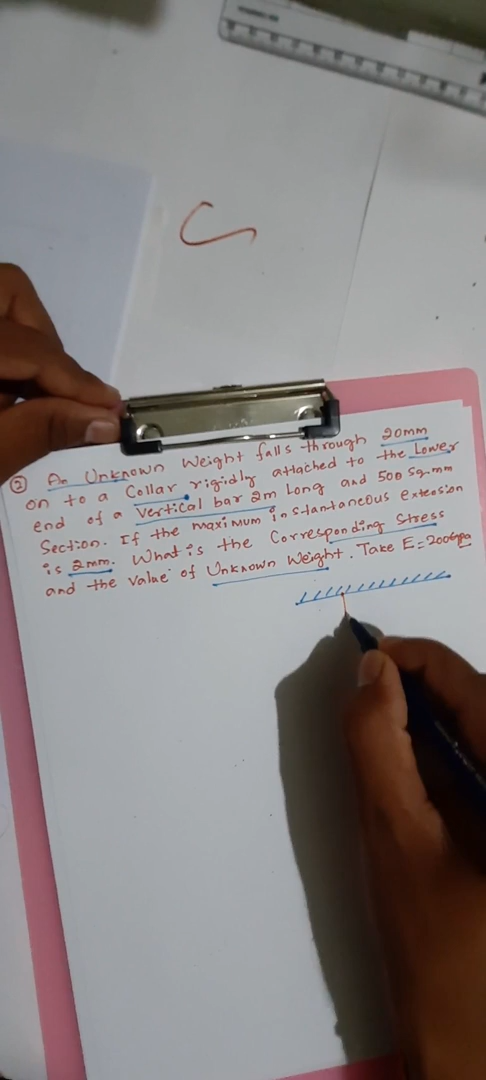 ② An Unknown Weight falls through 20mm
on to a Collar rigidly attached to the Lower
end of a Vertical bar 2m Long and 500 Sq.mm
Section. If the maximum instantaneous extension
is 2mm. What is the Corresponding Stress
and the value of Unknown Weight. Take E=200Gpa